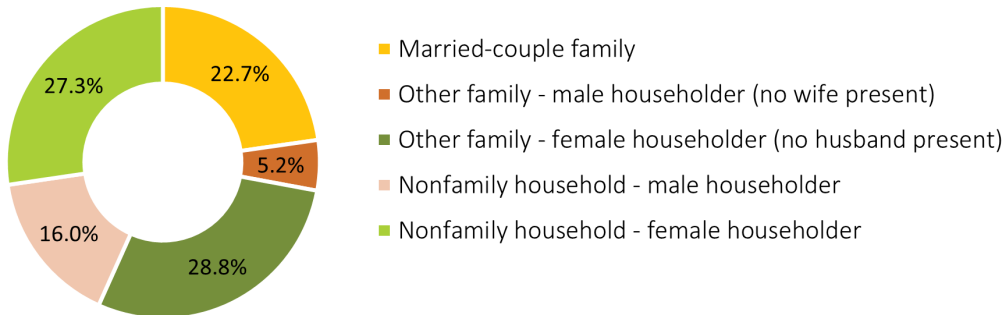 22.7%
5.2%
28.8%
16.0%
27.3%
Married-couple family
Other family - male householder (no wife present)
Other family - female householder (no husband present)
Nonfamily household - male householder
Nonfamily household - female householder